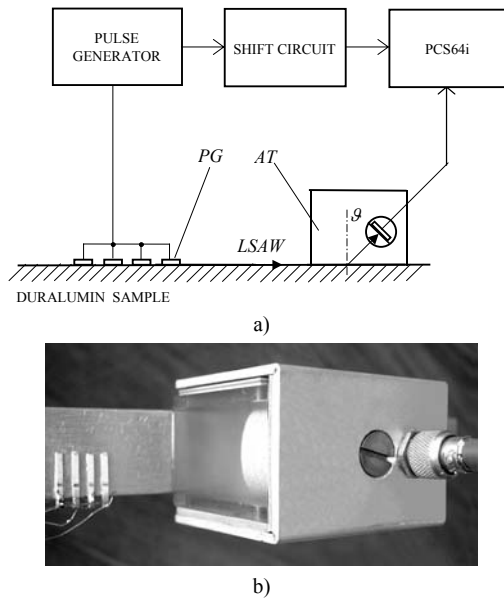 PULSE
GENERATOR
SHIFT CIRCUIT
PCS64i
PG
AT
ϑ
LSAW
DURALUMIN SAMPLE
a)
b)